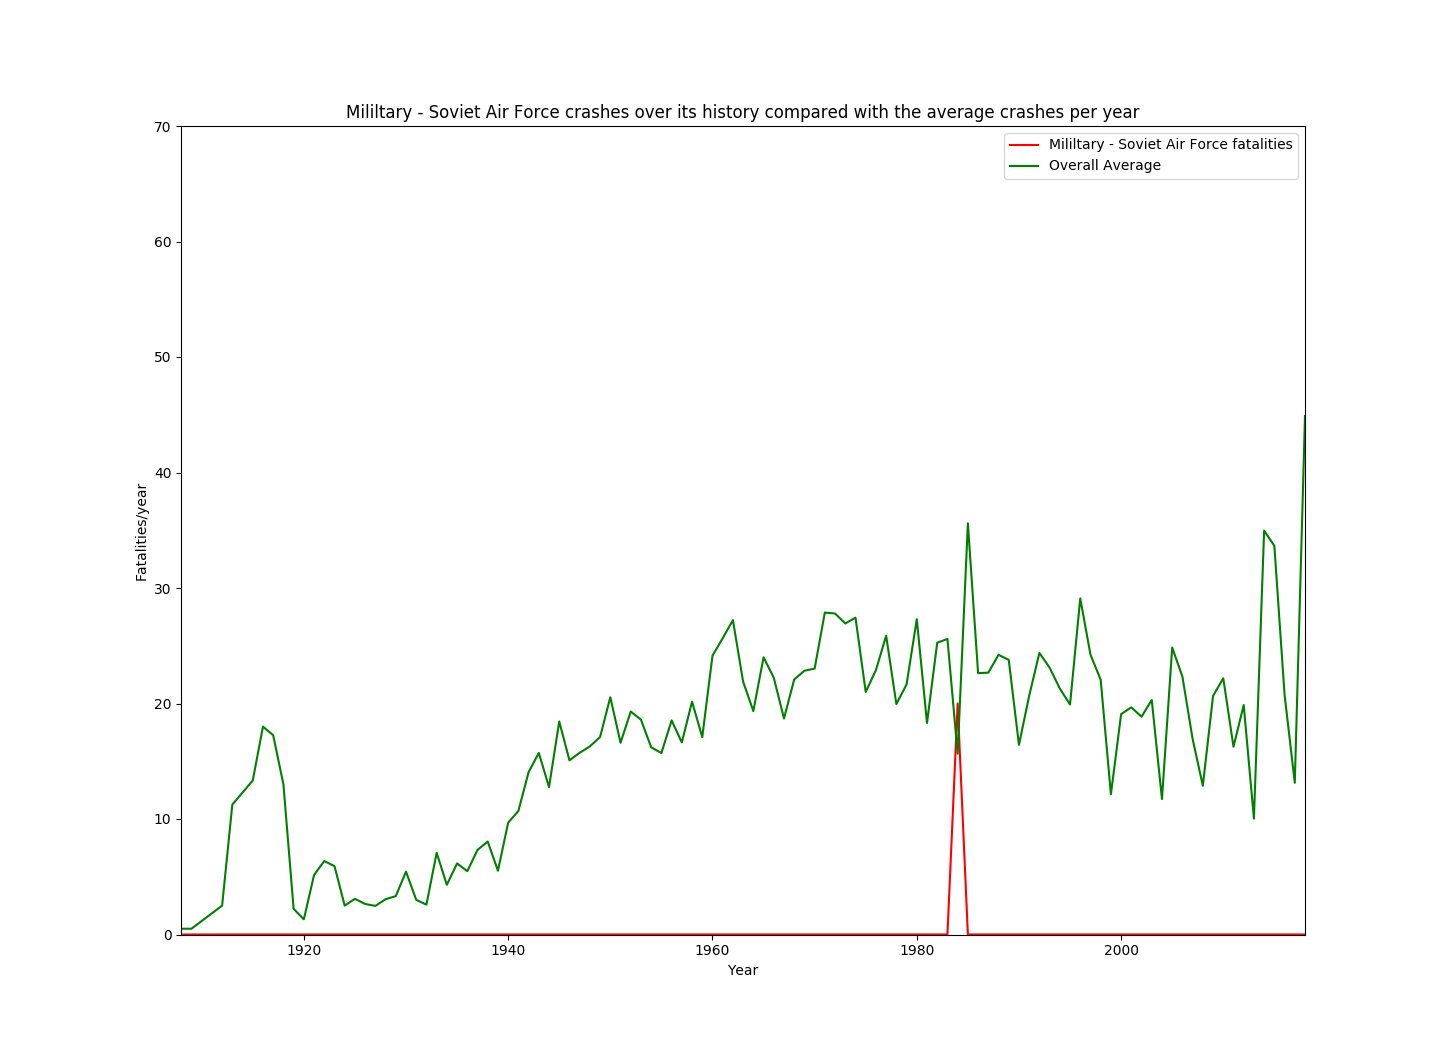 Mililtary - Soviet Air Force crashes over its history compared with the average crashes per year
70
60
50
40
30
20
10
0
Fatalities/year
Mililtary - Soviet Air Force fatalities
Overall Average
1920
1940
1960
1980
2000
Year